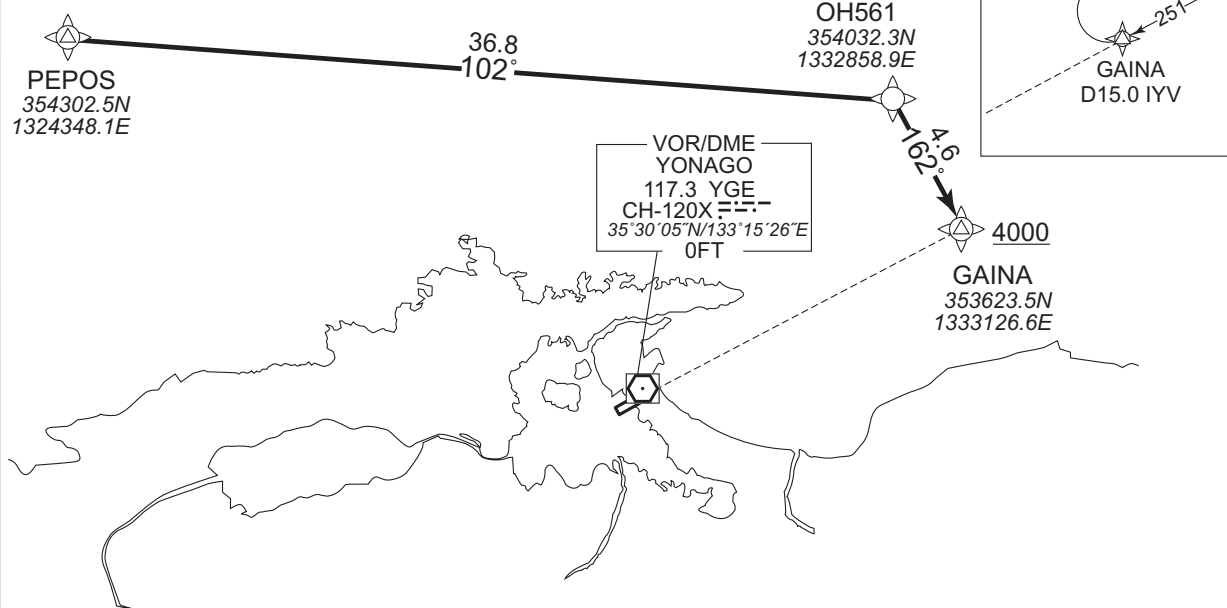 OH561
354032.3N
1332858.9E
251
GAINA
D15.0 IYV
36.8
102°
PEPOS
354302.5N
1324348.1E
4.6
162°
VOR/DME
YONAGO
117.3 YGE
CH-120X
35°30´05˝N/133°15´26˝E
0FT
4000
GAINA
353623.5N
1333126.6E